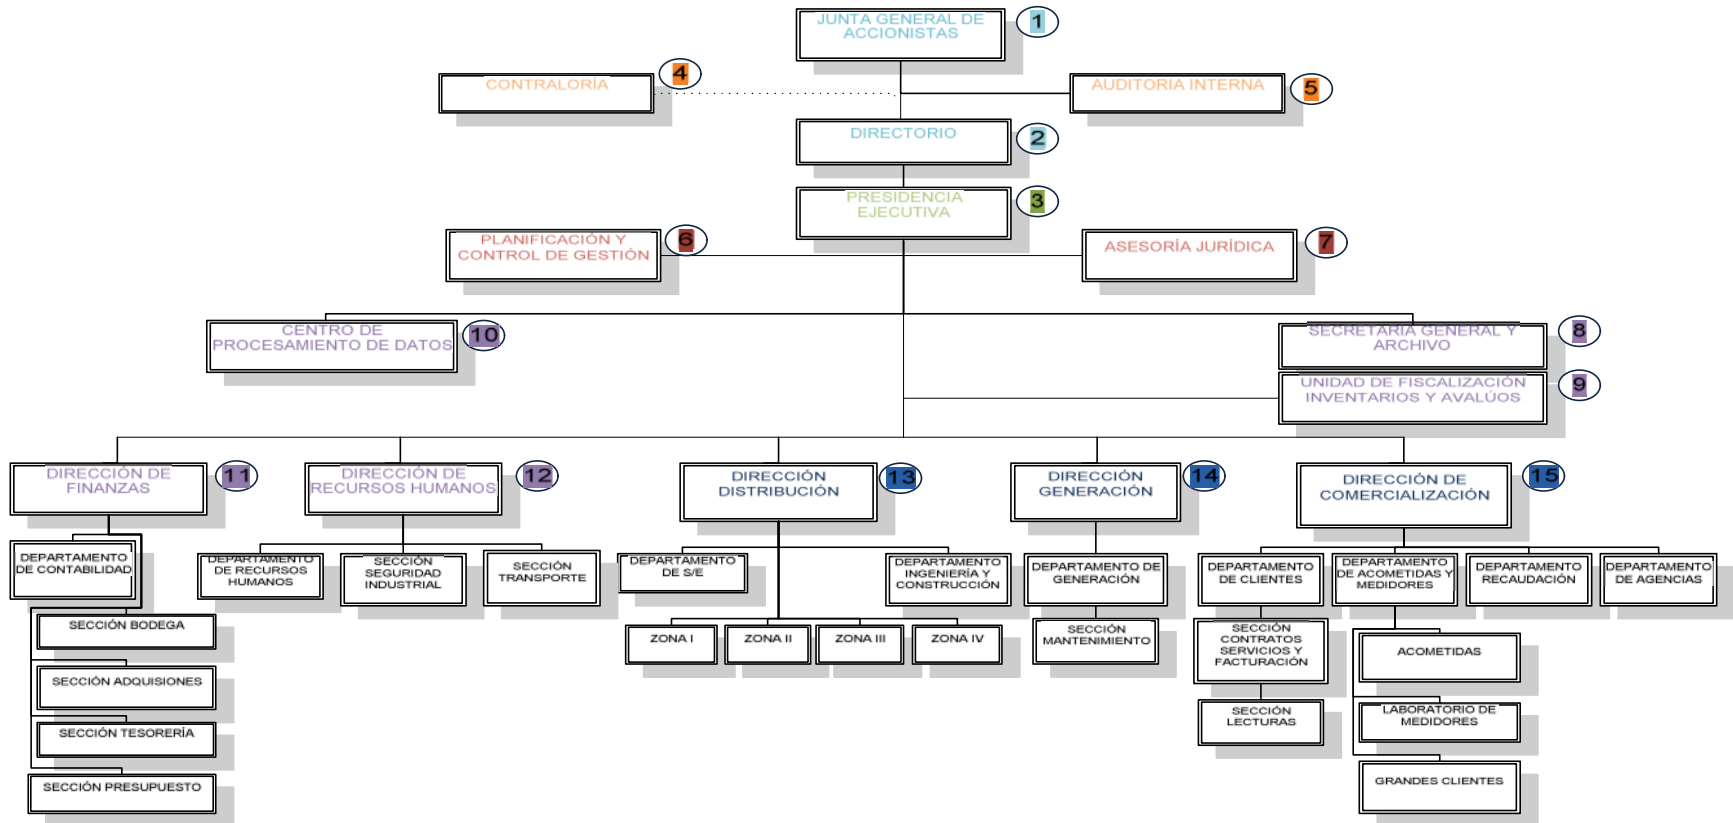 JUNTA GENERAL DE
ACCIONISTAS
1
CONTRALORÍA
4
AUDITORIA INTERNA
5
DIRECTORIO
2
PRESIDENCIA
EJECUTIVA
3
PLANIFICACIÓN Y
CONTROL DE GESTIÓN
6
ASESORÍA JURÍDICA
7
CENTRO DE
PROCESAMIENTO DE DATOS
10
SECRETARIA GENERAL Y
ARCHIVO
8
UNIDAD DE FISCALIZACIÓN
INVENTARIOS Y AVALÚOS
9
DIRECCIÓN DE
FINANZAS
11
DIRECCIÓN DE
RECURSOS HUMANOS
12
DIRECCIÓN
DISTRIBUCIÓN
13
DIRECCIÓN
GENERACIÓN
14
DIRECCIÓN DE
COMERCIALIZACIÓN
15
DEPARTAMENTO
DE CONTABILIDAD
DEPARTAMENTO
DE RECURSOS
HUMANOS
SECCIÓN
SEGURIDAD
INDUSTRIAL
SECCIÓN
TRANSPORTE
DEPARTAMENTO
DE S/E
DEPARTAMENTO
INGENIERÍA Y
CONSTRUCCIÓN
DEPARTAMENTO DE
GENERACIÓN
DEPARTAMENTO
DE CLIENTES
DEPARTAMENTO
DE ACOMETIDAS Y
MEDIDORES
DEPARTAMENTO
RECAUDACIÓN
DEPARTAMENTO
DE AGENCIAS
SECCIÓN BODEGA
ZONA I
ZONA II
ZONA III
ZONA IV
SECCIÓN
MANTENIMIENTO
SECCIÓN
CONTRATOS
SERVICIOS Y
FACTURACIÓN
ACOMETIDAS
SECCIÓN ADQUISIONES
SECCIÓN
LECTURAS
LABORATORIO DE
MEDIDORES
SECCIÓN TESORERÍA
SECCIÓN PRESUPUESTO
GRANDES CLIENTES